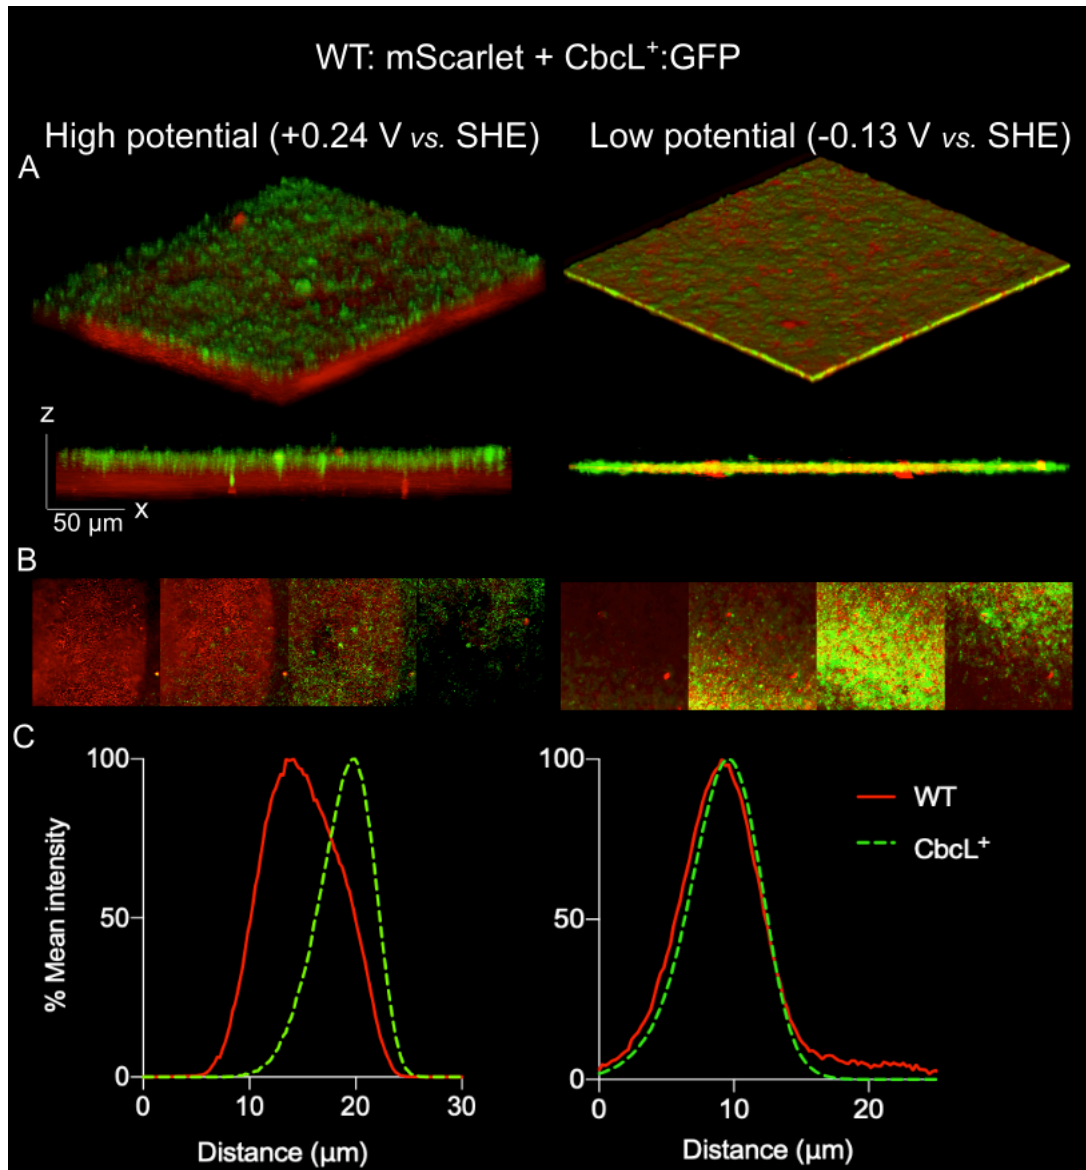 WT: mScarlet + CbcL⁺:GFP
High potential (+0.24 V vs. SHE)
Low potential (-0.13 V vs. SHE)
A
z
x
50 µm
B
C
100
50
0
% Mean intensity
0 10 20 30
Distance (µm)
100
50
0
0 10 20
Distance (µm)
WT
CbcL⁺